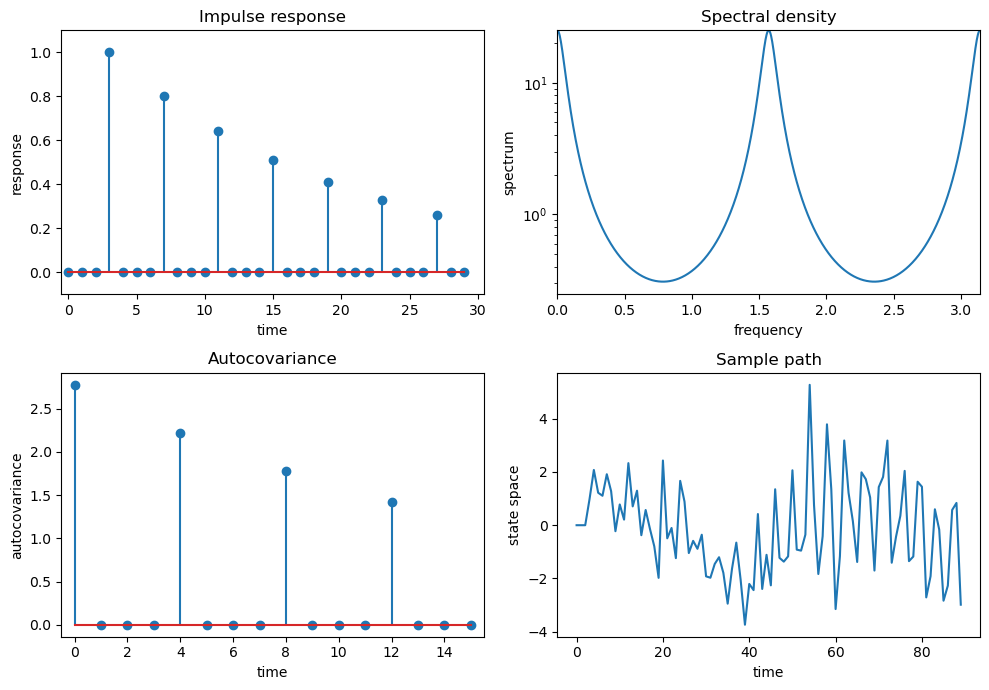 Impulse response
1.0
0.8
0.6
0.4
0.2
0.0
response
0 5 10 15 20 25 30
time
Spectral density
10¹
10⁰
spectrum
0.0 0.5 1.0 1.5 2.0 2.5 3.0
frequency
Autocovariance
2.5
2.0
1.5
1.0
0.5
0.0
autocovariance
0 2 4 6 8 10 12 14
time
Sample path
4
2
0
−2
−4
state space
0 20 40 60 80
time